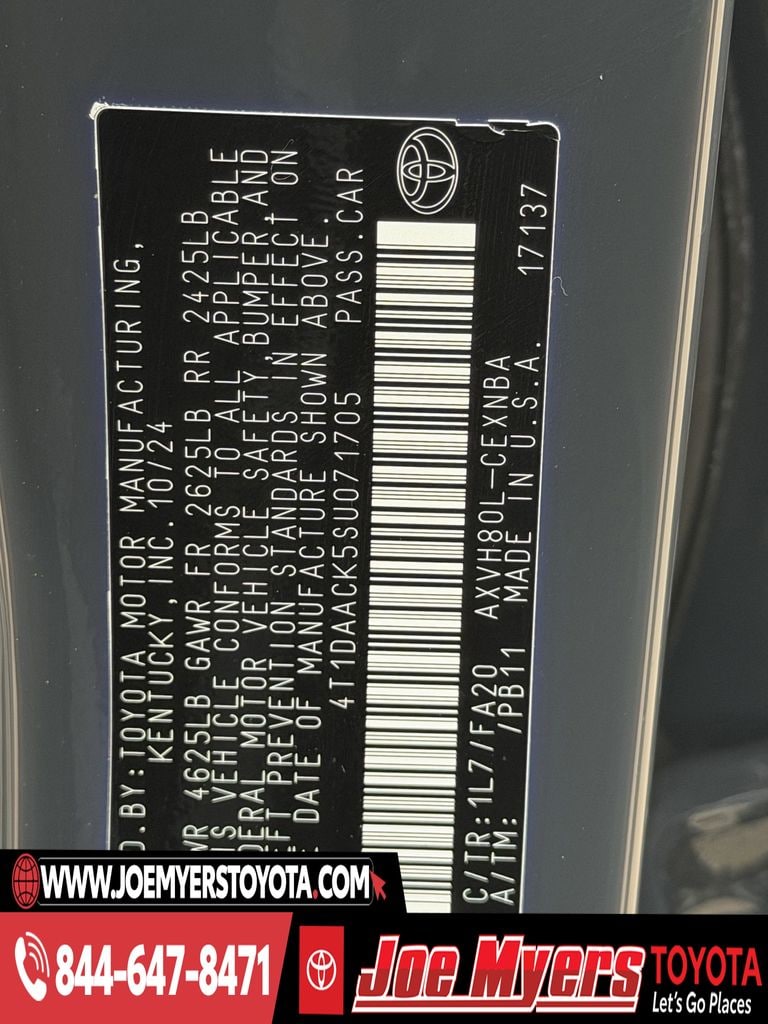 D.BY:TOYOTA MOTOR MANUFACTURING,
KENTUCKY, INC. 10/24
WR 4625LB GAWR FR 2625LB RR 2425LB
IS VEHICLE CONFORMS TO ALL APPLICABLE
DERAL MOTOR VEHICLE SAFETY,BUMPER,AND
EFT PREVENTION STANDARDS IN EFFECT ON
E DATE OF MANUFACTURE SHOWN ABOVE.
4T1DAACK5SU071705 PASS.CAR
C/TR:1L7/FA20 AXVH80L-CEXNBA
A/TM: /PB11 MADE IN U.S.A. 17137
WWW.JOEMYERSTOYOTA.COM
844-647-8471
Joe Myers TOYOTA
Let's Go Places